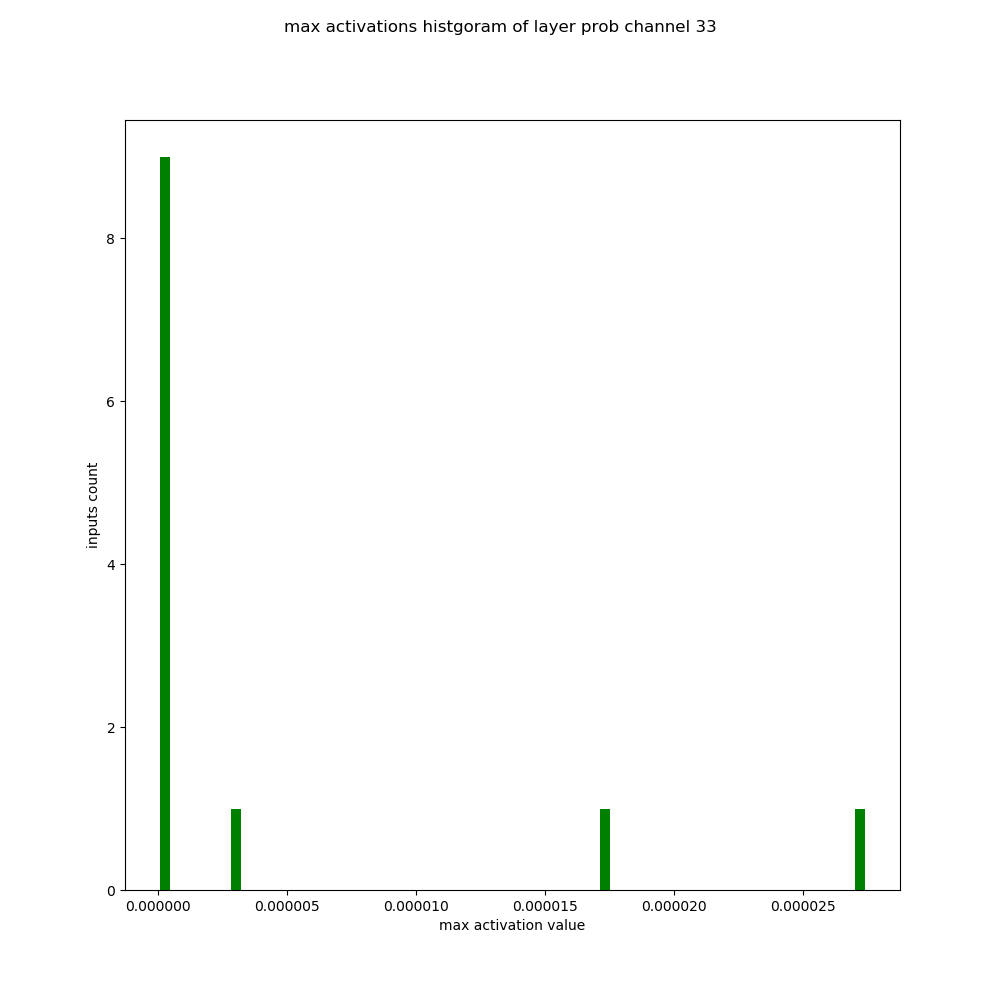 max activations histgoram of layer prob channel 33
8
6
4
2
0
inputs count
0.000000 0.000005 0.000010 0.000015 0.000020 0.000025
max activation value